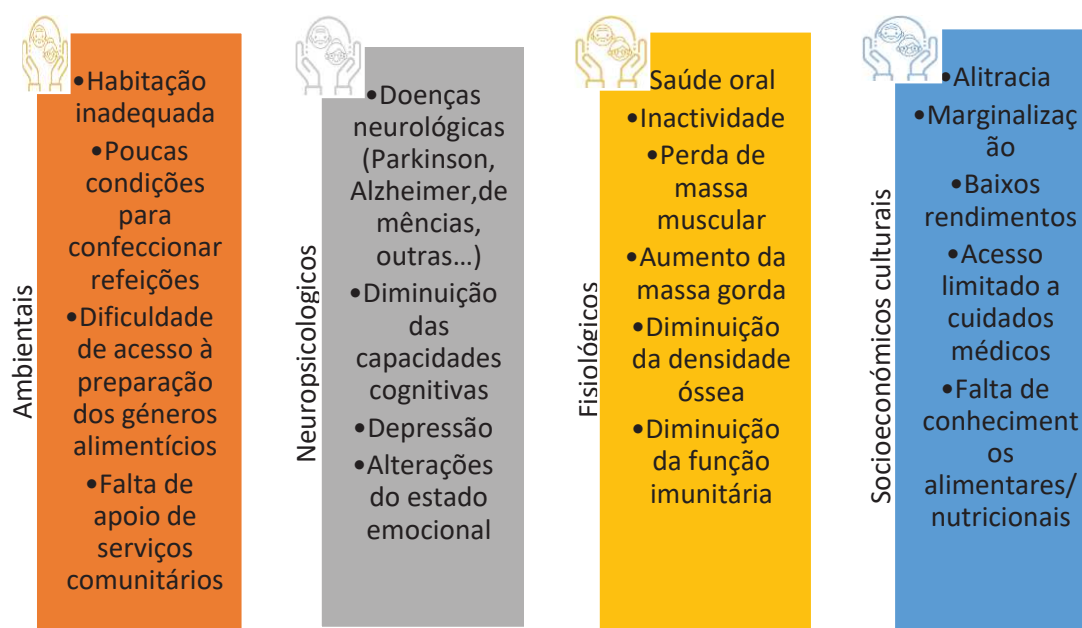 Ambientais
•Habitação
inadequada
•Poucas
condições
para
confeccionar
refeições
•Dificuldade
de acesso à
preparação
dos géneros
alimentícios
•Falta de
apoio de
serviços
comunitários
Neuropsicologicos
•Doenças
neurológicas
(Parkinson,
Alzheimer,de
mências,
outras...)
•Diminuição
das
capacidades
cognitivas
•Depressão
•Alterações
do estado
emocional
Fisiológicos
Saúde oral
•Inactividade
•Perda de
massa
muscular
•Aumento da
massa gorda
•Diminuição
da densidade
óssea
•Diminuição
da função
imunitária
Socioeconómicos culturais
•Alitracia
•Marginalizaç
ão
•Baixos
rendimentos
•Acesso
limitado a
cuidados
médicos
•Falta de
conheciment
os
alimentares/
nutricionais